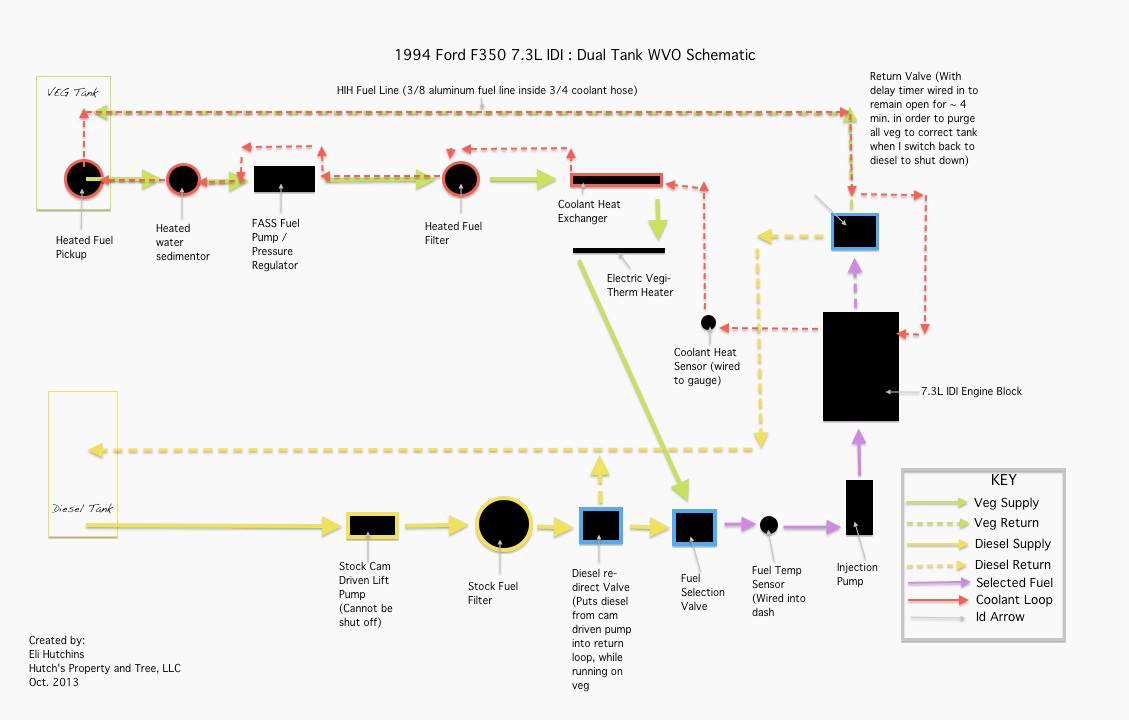 1994 Ford F350 7.3L IDI : Dual Tank WVO Schematic
HIH Fuel Line (3/8 aluminum fuel line inside 3/4 coolant hose)
Return Valve (With
delay timer wired in to
remain open for ~ 4
min. in order to purge
all veg to correct tank
when I switch back to
diesel to shut down)
VEG Tank
Heated Fuel
Pickup
Heated
water
sedimentor
FASS Fuel
Pump /
Pressure
Regulator
Heated Fuel
Filter
Coolant Heat
Exchanger
Electric Vegi-
Therm Heater
Coolant Heat
Sensor (wired
to gauge)
7.3L IDI Engine Block
Diesel Tank
Stock Cam
Driven Lift
Pump
(Cannot be
shut off)
Stock Fuel
Filter
Diesel re-
direct Valve
(Puts diesel
from cam
driven pump
into return
loop, while
running on
veg
Fuel
Selection
Valve
Fuel Temp
Sensor
(Wired into
dash
Injection
Pump
KEY
Veg Supply
Veg Return
Diesel Supply
Diesel Return
Selected Fuel
Coolant Loop
Id Arrow
Created by:
Eli Hutchins
Hutch's Property and Tree, LLC
Oct. 2013